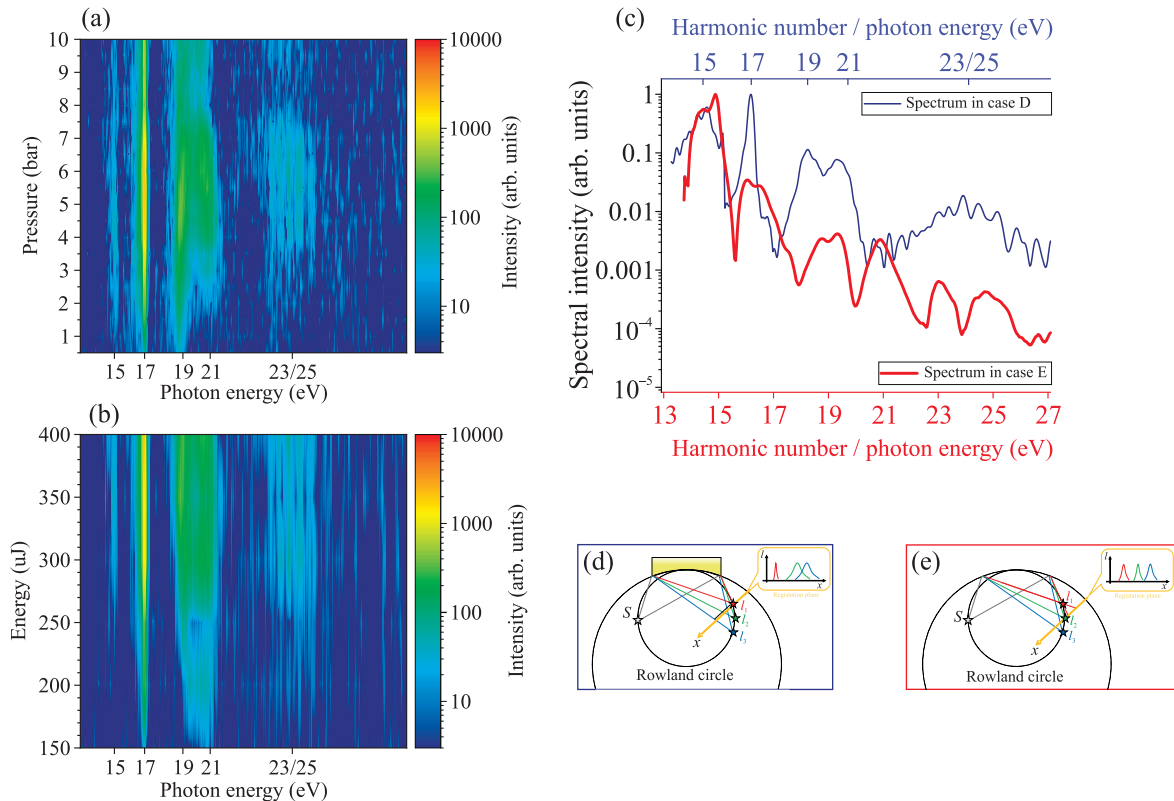 (a)
10
9
8
7
6
5
4
3
2
1
Pressure (bar)
15 17 19 21 23/25
Photon energy (eV)
10000
1000
100
10
Intensity (arb. units)
(b)
400
350
300
250
200
150
Energy (uJ)
15 17 19 21 23/25
Photon energy (eV)
10000
1000
100
10
Intensity (arb. units)
(c)
Harmonic number / photon energy (eV)
15 17 19 21 23/25
Spectrum in case D
1
0.1
0.01
0.001
10⁻⁴
10⁻⁵
Spectral intensity (arb. units)
Spectrum in case E
13 15 17 19 21 23 25 27
Harmonic number / photon energy (eV)
(d)
I
x
Registration plane
S
l₁
l₂
l₃
x
Rowland circle
(e)
I
x
Registration plane
S
l₁
l₂
l₃
x
Rowland circle